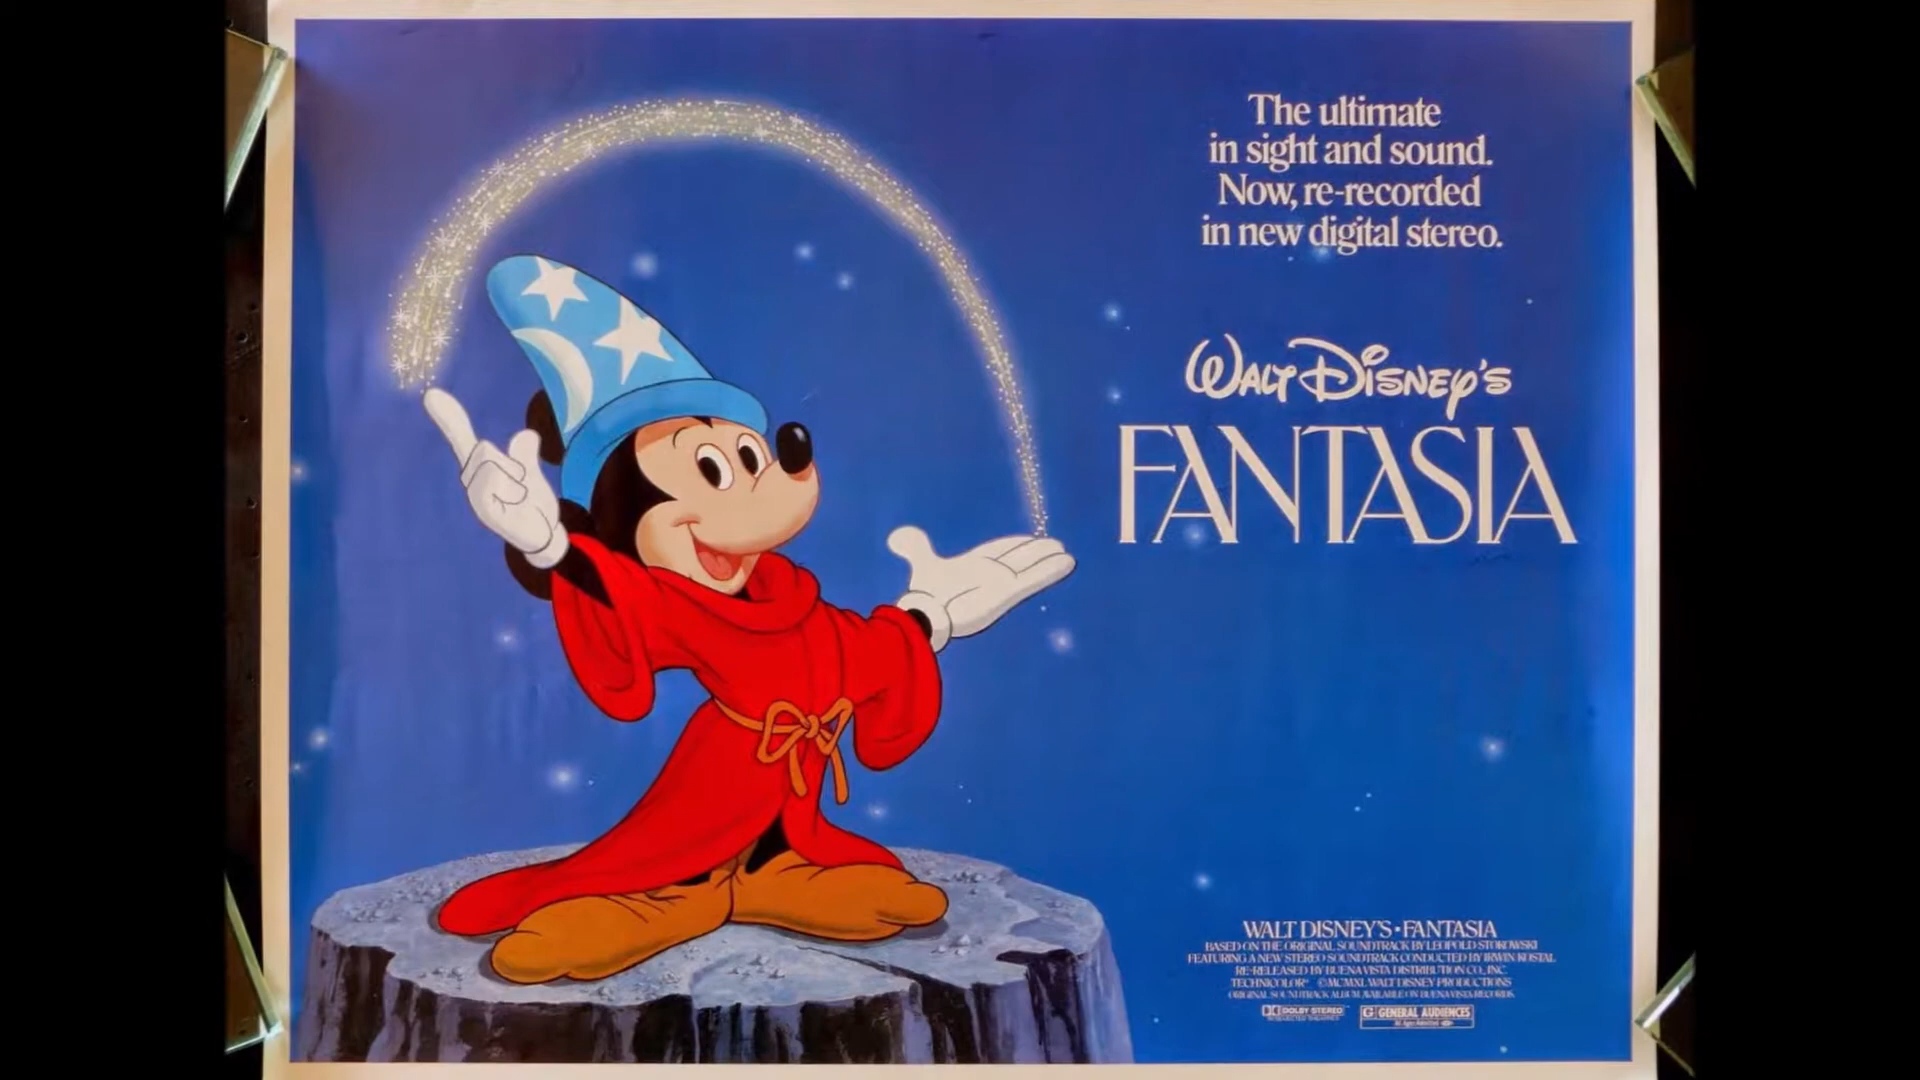 The ultimate
in sight and sound.
Now, re-recorded
in new digital stereo.
WALT DISNEY'S
FANTASIA
WALT DISNEY'S • FANTASIA
BASED ON THE ORIGINAL SOUNDTRACK BY LEOPOLD STOKOWSKI
FEATURING A NEW STEREO SOUNDTRACK CONDUCTED BY IRWIN KOSTAL
RE-RELEASED BY BUENA VISTA DISTRIBUTION CO., INC.
TECHNICOLOR® ©MCMXL WALT DISNEY PRODUCTIONS
ORIGINAL SOUNDTRACK ALBUM AVAILABLE ON BUENA VISTA RECORDS
DOLBY STEREO
G GENERAL AUDIENCES
All Ages Admitted